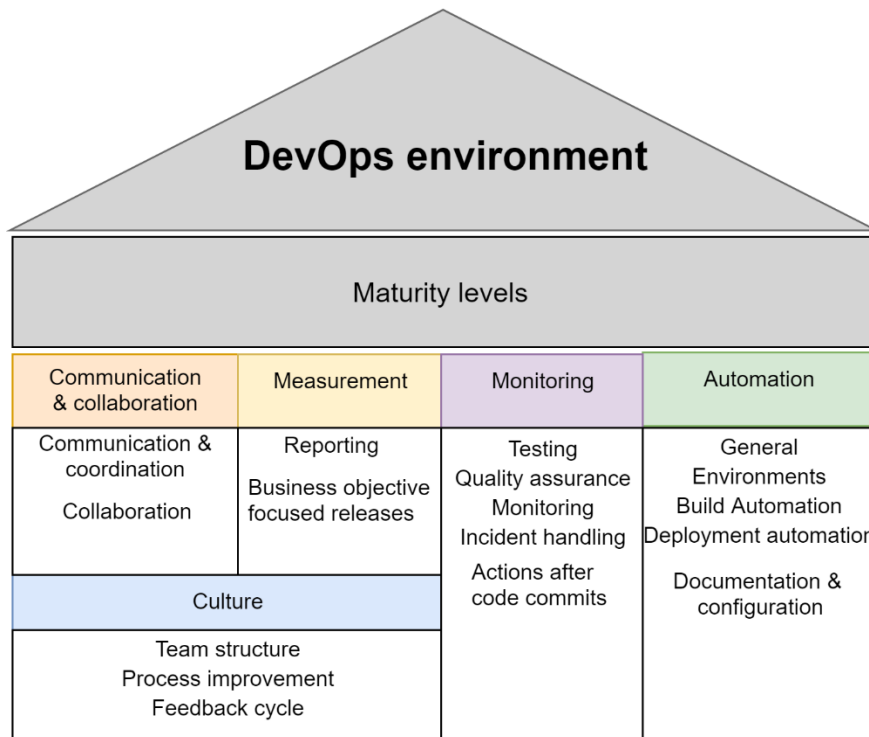 DevOps environment
Maturity levels
Communication
& collaboration
Measurement
Monitoring
Automation
Communication &
coordination
Collaboration
Reporting
Business objective
focused releases
Testing
Quality assurance
Monitoring
Incident handling
Actions after
code commits
General
Environments
Build Automation
Deployment automation
Documentation &
configuration
Culture
Team structure
Process improvement
Feedback cycle